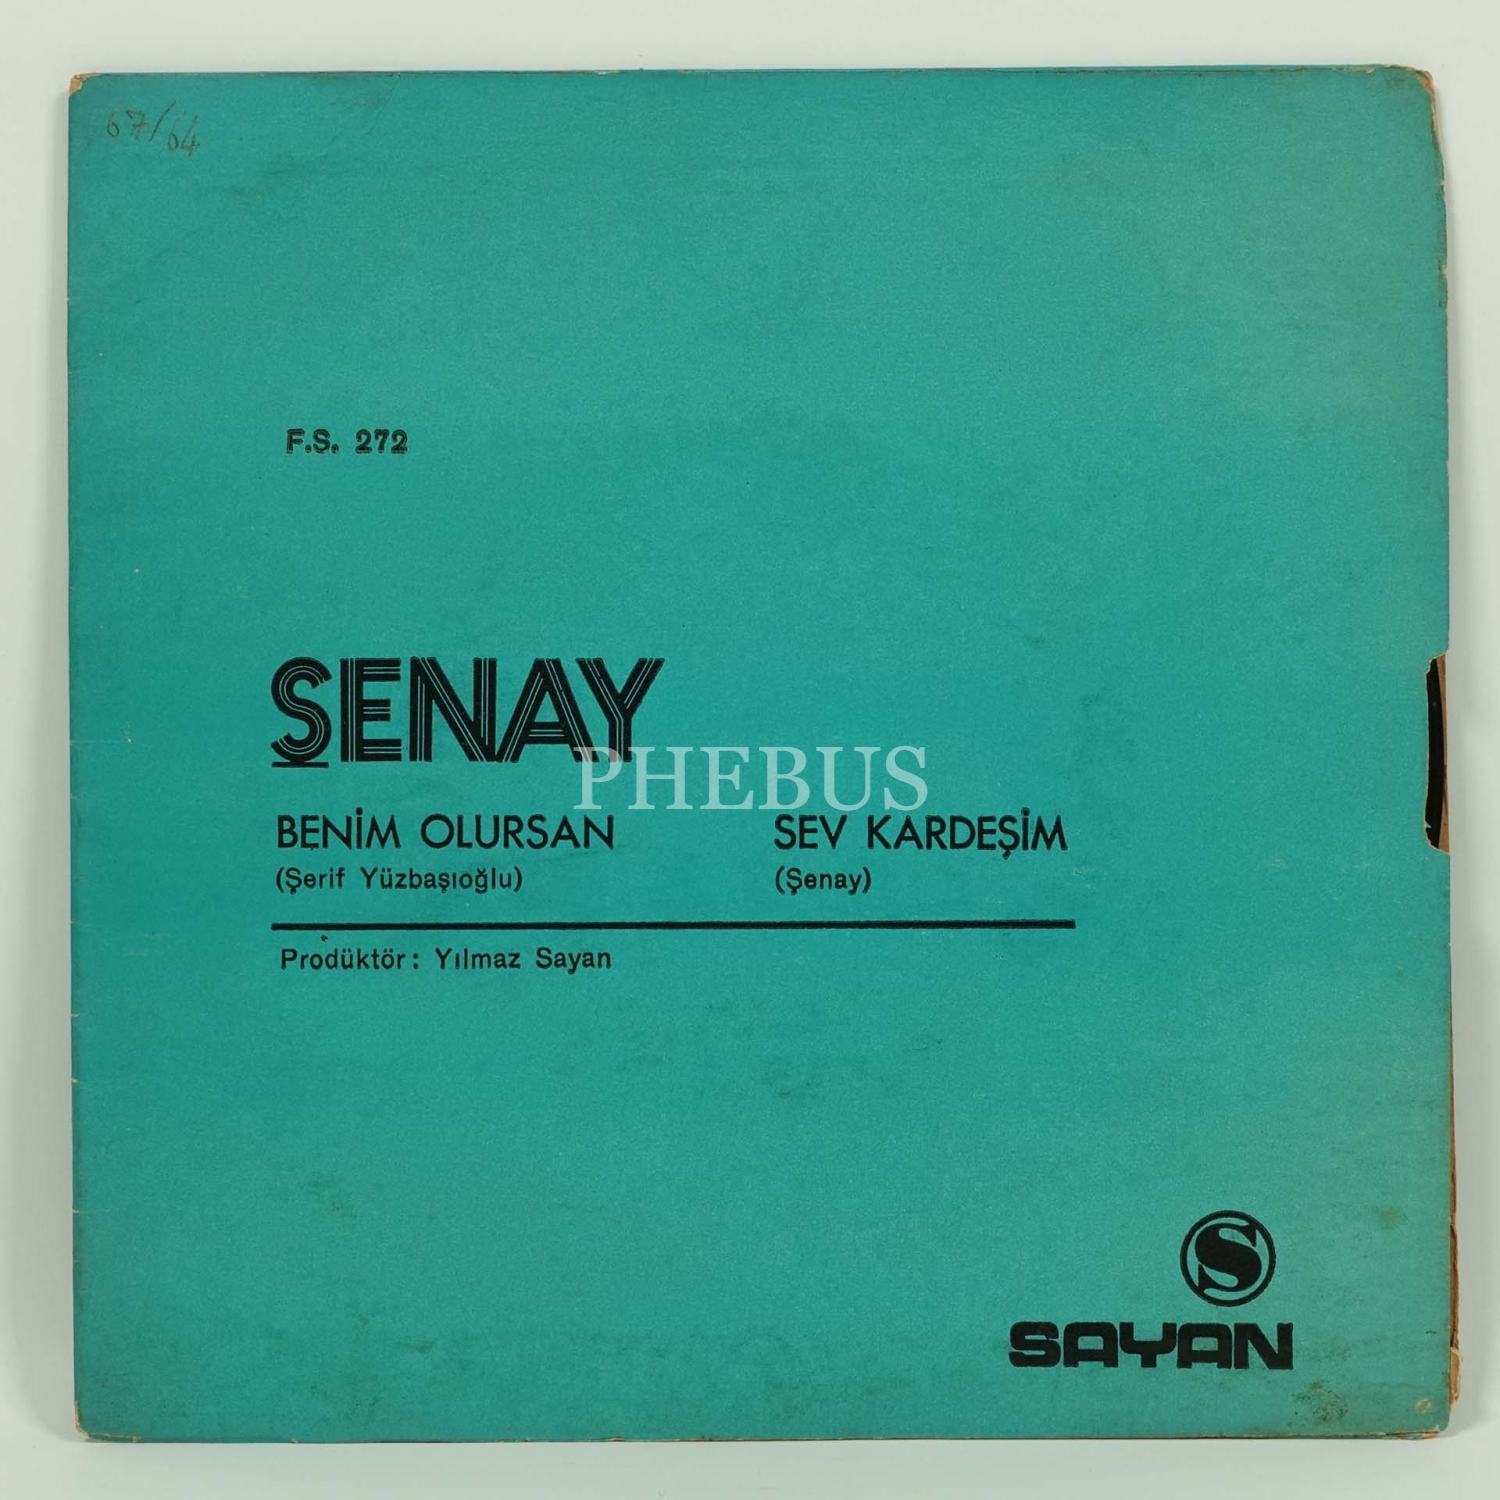 67/64
F.S. 272
ŞENAY
PHEBUS
BENİM OLURSAN SEV KARDEŞİM
(Şerif Yüzbaşıoğlu) (Şenay)
Prodüktör: Yılmaz Sayan
S
SAYAN